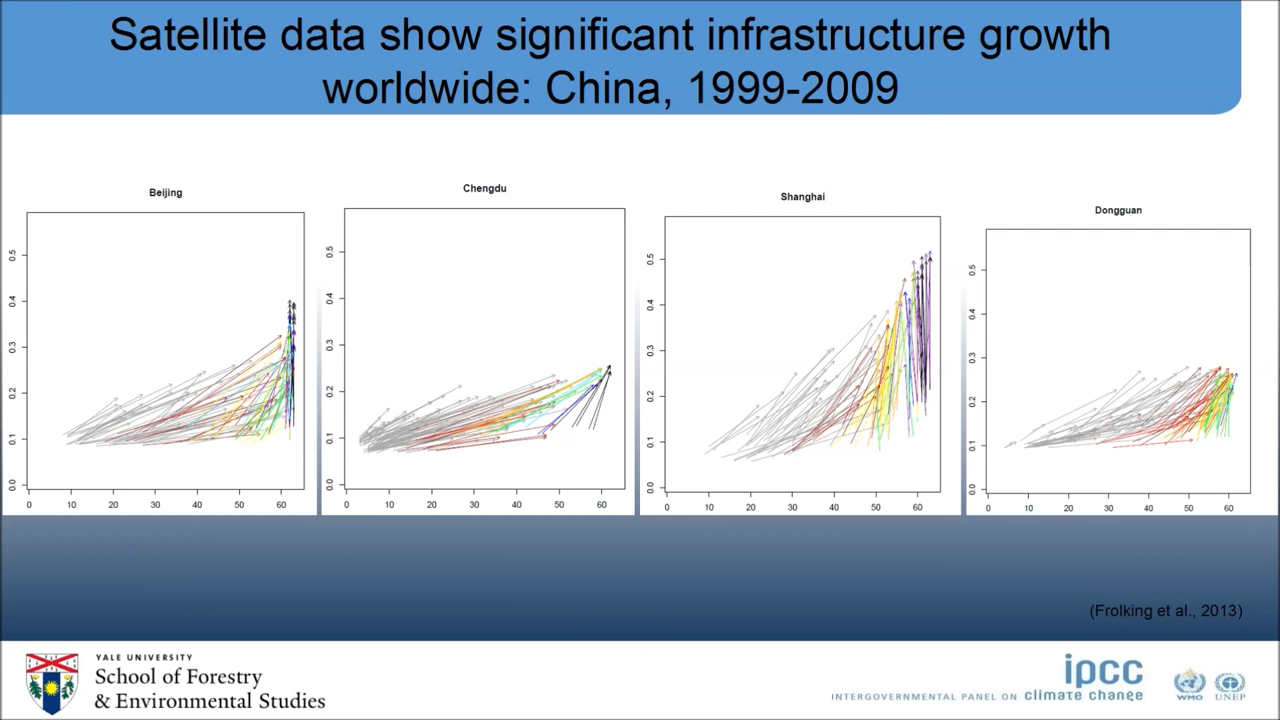 Satellite data show significant infrastructure growth
worldwide: China, 1999-2009
Beijing
0.5
0.4
0.3
0.2
0.1
0.0
0 10 20 30 40 50 60
Chengdu
0.5
0.4
0.3
0.2
0.1
0.0
0 10 20 30 40 50 60
Shanghai
0.5
0.4
0.3
0.2
0.1
0.0
0 10 20 30 40 50 60
Dongguan
0.5
0.4
0.3
0.2
0.1
0.0
0 10 20 30 40 50 60
(Frolking et al., 2013)
YALE UNIVERSITY
School of Forestry
& Environmental Studies
ipcc
INTERGOVERNMENTAL PANEL ON climate change
WMO
UNEP